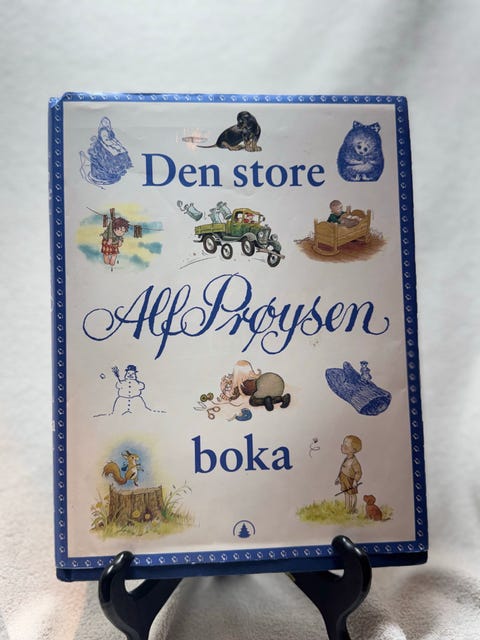 Den store
Alf Prøysen
boka